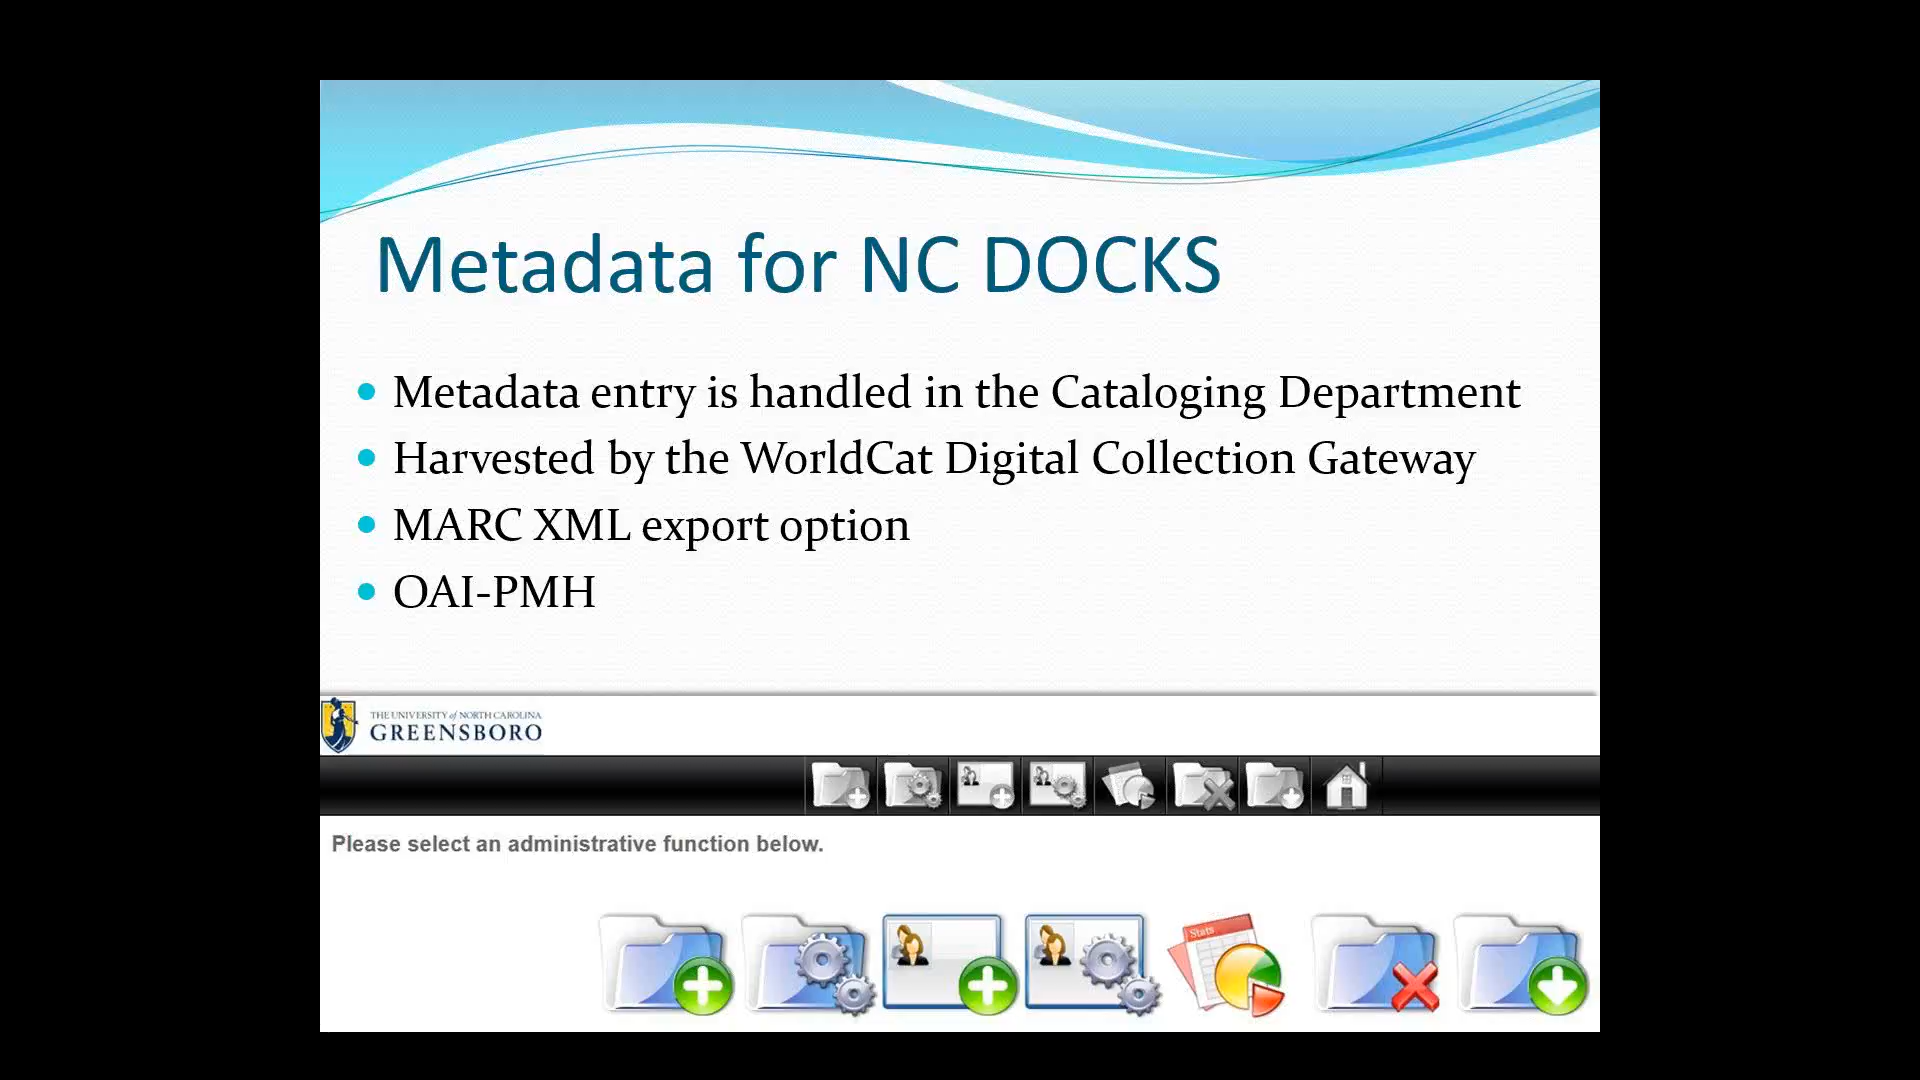 Metadata for NC DOCKS
Metadata entry is handled in the Cataloging Department
Harvested by the WorldCat Digital Collection Gateway
MARC XML export option
OAI-PMH
THE UNIVERSITY of NORTH CAROLINA
GREENSBORO
Please select an administrative function below.
Stats